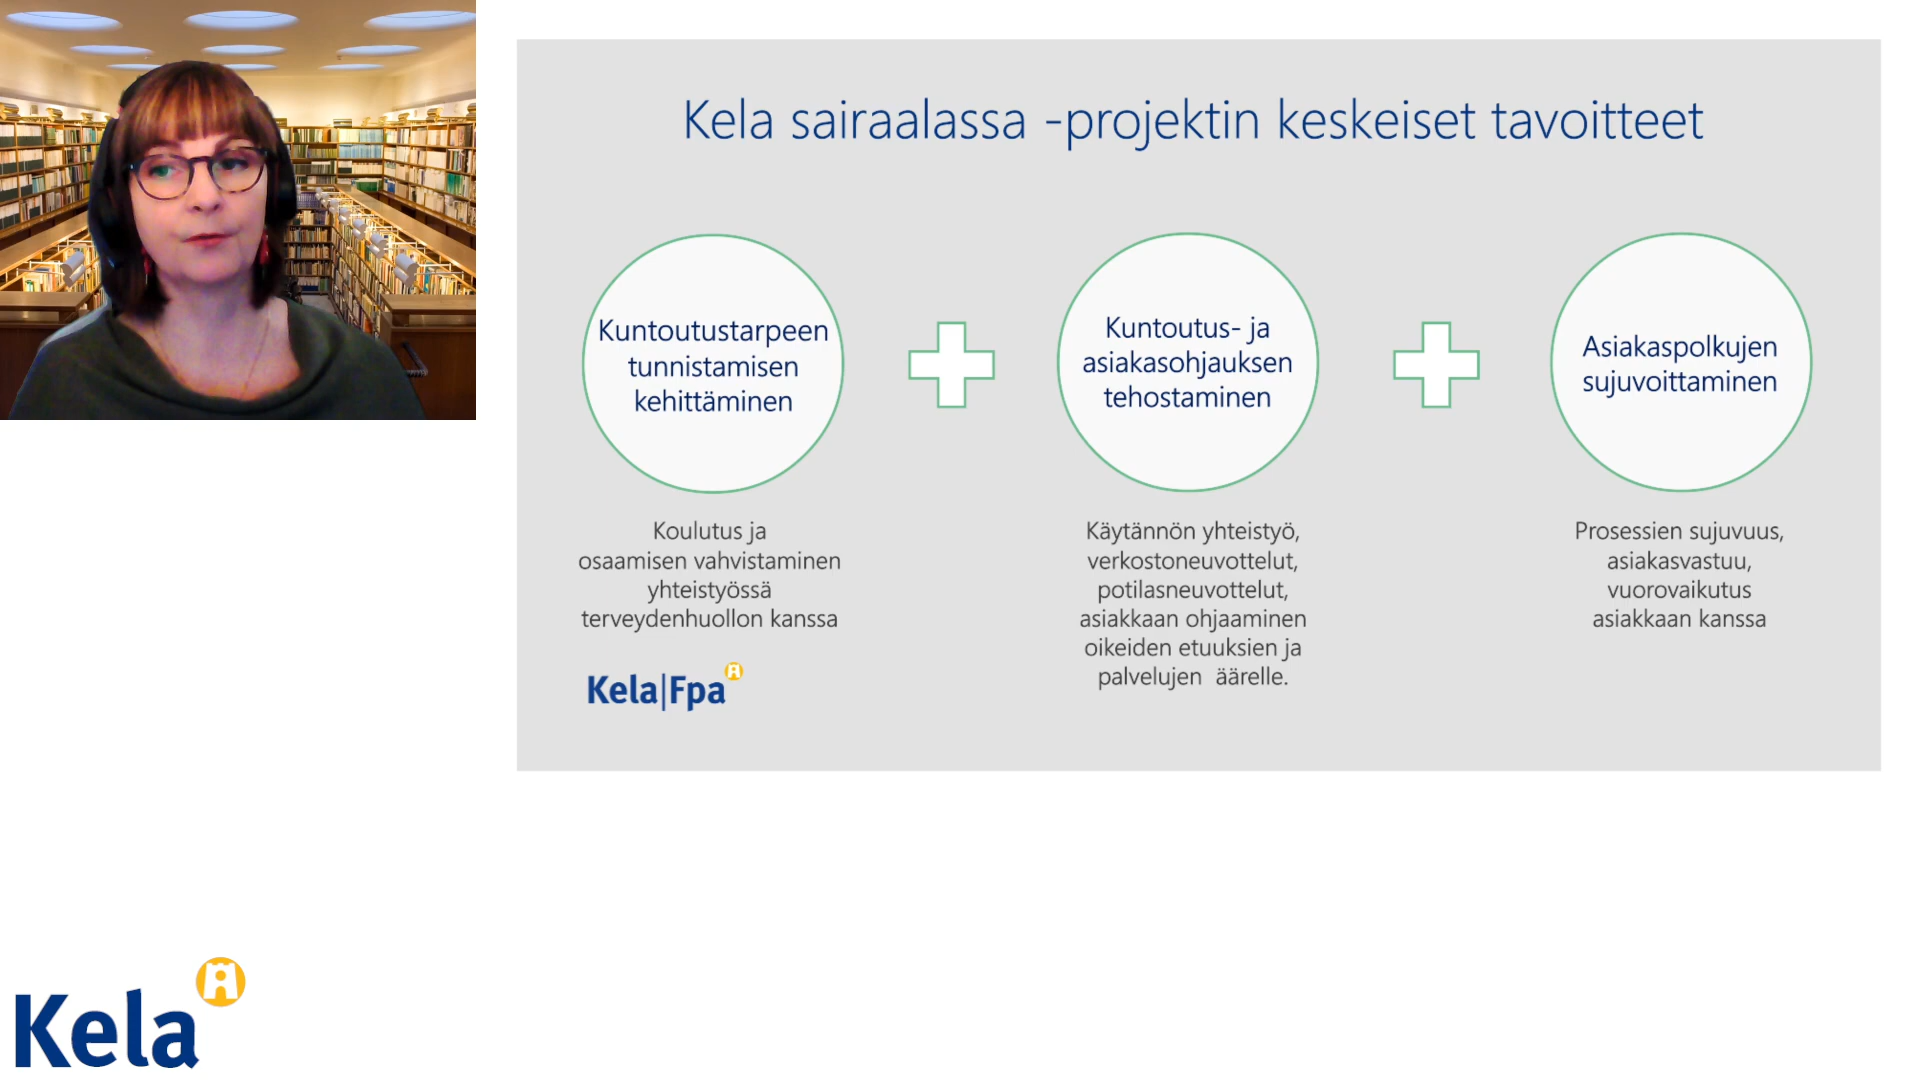 Kela sairaalassa -projektin keskeiset tavoitteet
Kuntoutustarpeen
tunnistamisen
kehittäminen
Kuntoutus- ja
asiakasohjauksen
tehostaminen
Asiakaspolkujen
sujuvoittaminen
Koulutus ja
osaamisen vahvistaminen
yhteistyössä
terveydenhuollon kanssa
Käytännön yhteistyö,
verkostoneuvottelut,
potilasneuvottelut,
asiakkaan ohjaaminen
oikeiden etuuksien ja
palvelujen  äärelle.
Prosessien sujuvuus,
asiakasvastuu,
vuorovaikutus
asiakkaan kanssa
Kela|Fpa
Kela